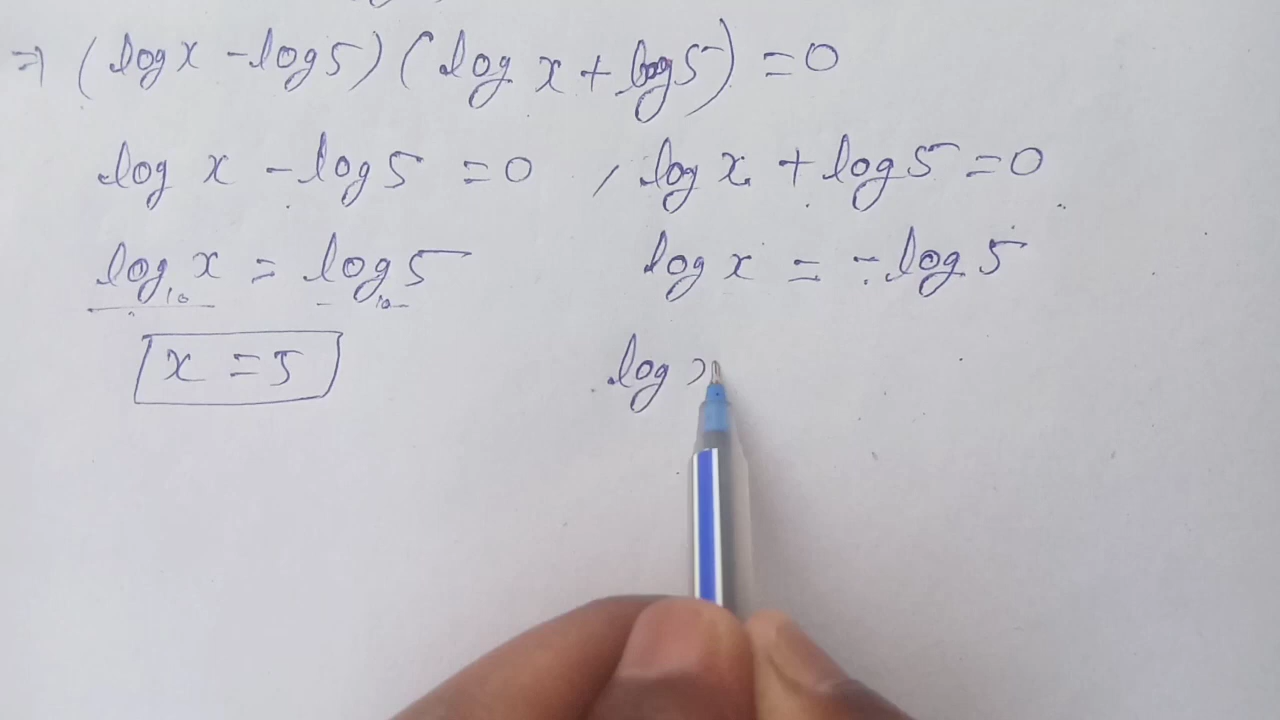 ⇒ (log x - log 5) (log x + log 5) = 0
log x - log 5 = 0 , log x + log 5 = 0
log₁₀ x = log₁₀ 5 log x = - log 5
x = 5 log x